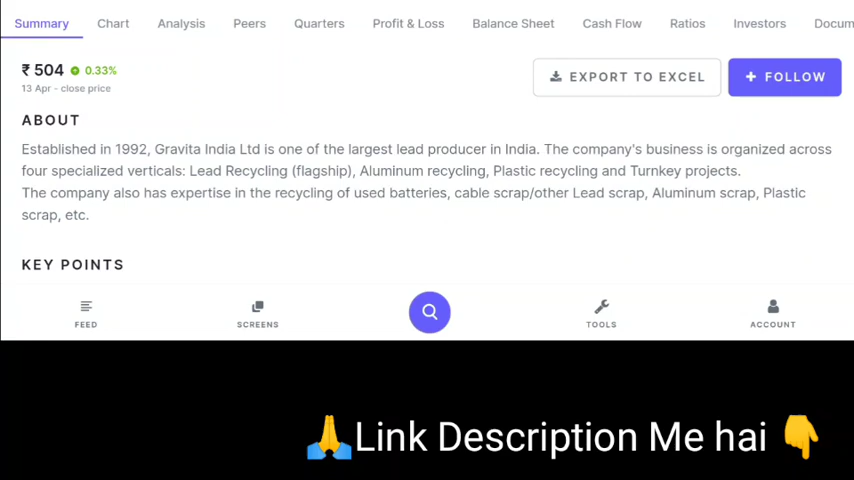 Summary Chart Analysis Peers Quarters Profit & Loss Balance Sheet Cash Flow Ratios Investors Docum
₹ 504 0.33%
13 Apr - close price
EXPORT TO EXCEL
FOLLOW
ABOUT
Established in 1992, Gravita India Ltd is one of the largest lead producer in India. The company's business is organized across
four specialized verticals: Lead Recycling (flagship), Aluminum recycling, Plastic recycling and Turnkey projects.
The company also has expertise in the recycling of used batteries, cable scrap/other Lead scrap, Aluminum scrap, Plastic
scrap, etc.
KEY POINTS
FEED SCREENS TOOLS ACCOUNT
🙏Link Description Me hai 👇